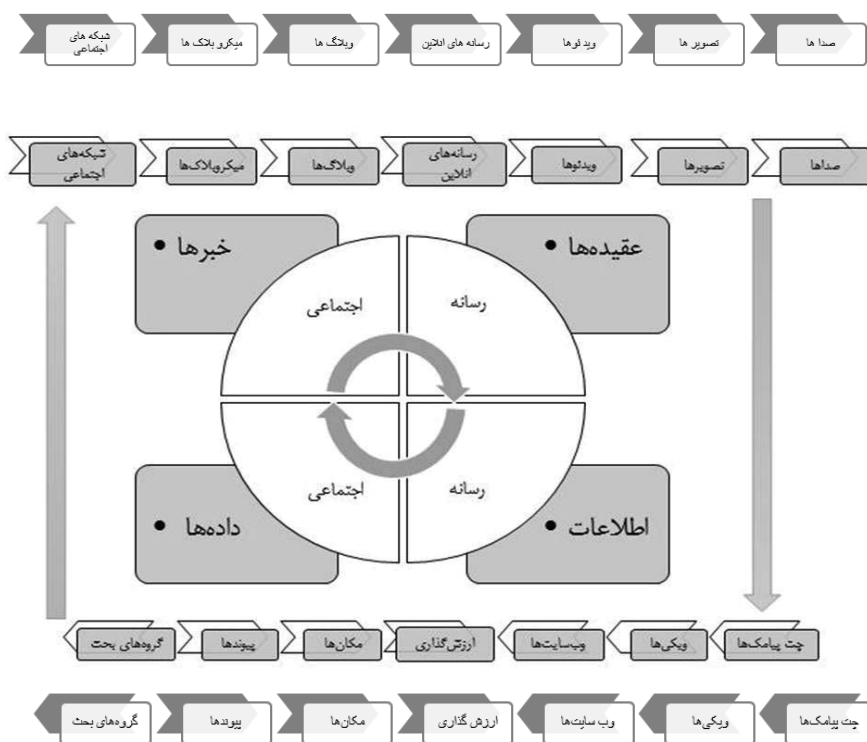 صدا ها
تصویر ها
ویدئوها
رسانه های انلاین
وبلاگ ها
میکرو بلاک ها
شبکه های
اجتماعی
صداها
تصویرها
ویدئوها
رسانه‌های
انلاین
وبلاگ‌ها
میکروبلاک‌ها
شبکه‌های
اجتماعی
• عقیده‌ها
• خبرها
رسانه
اجتماعی
رسانه
اجتماعی
• اطلاعات
• داده‌ها
چت پیامک‌ها
ویکی‌ها
وب‌سایت‌ها
ارزش‌گذاری
مکان‌ها
پیوندها
گروه‌های بحث
چت پیامک‌ها
ویکی‌ها
وب سایت‌ها
ارزش گذاری
مکان‌ها
پیوندها
گروه‌های بحث